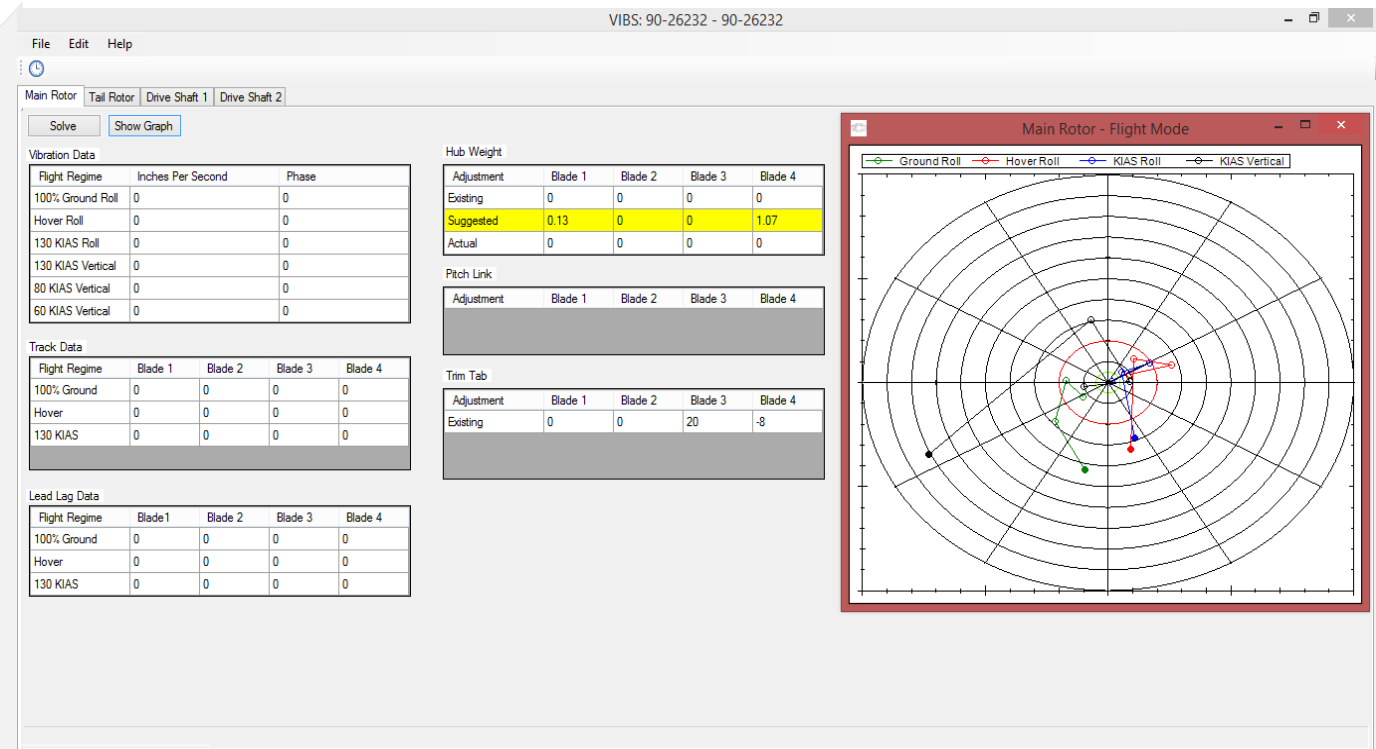 VIBS: 90-26232 - 90-26232
File Edit Help
Main Rotor Tail Rotor Drive Shaft 1 Drive Shaft 2
Solve Show Graph
Vibration Data
Flight Regime Inches Per Second Phase
100% Ground Roll 0 0
Hover Roll 0 0
130 KIAS Roll 0 0
130 KIAS Vertical 0 0
80 KIAS Vertical 0 0
60 KIAS Vertical 0 0
Track Data
Flight Regime Blade 1 Blade 2 Blade 3 Blade 4
100% Ground 0 0 0 0
Hover 0 0 0 0
130 KIAS 0 0 0 0
Lead Lag Data
Flight Regime Blade1 Blade 2 Blade 3 Blade 4
100% Ground 0 0 0 0
Hover 0 0 0 0
130 KIAS 0 0 0 0
Hub Weight
Adjustment Blade 1 Blade 2 Blade 3 Blade 4
Existing 0 0 0 0
Suggested 0.13 0 0 1.07
Actual 0 0 0 0
Pitch Link
Adjustment Blade 1 Blade 2 Blade 3 Blade 4
Trim Tab
Adjustment Blade 1 Blade 2 Blade 3 Blade 4
Existing 0 0 20 -8
Main Rotor - Flight Mode
Ground Roll Hover Roll KIAS Roll KIAS Vertical